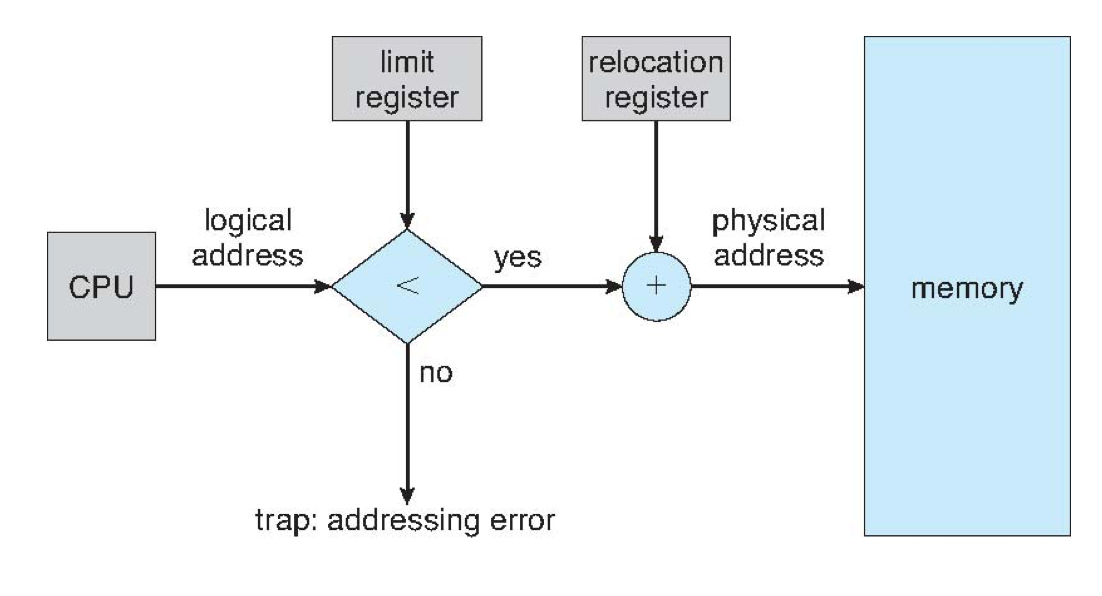 limit
register
relocation
register
logical
address
physical
address
CPU
<
yes
+
memory
no
trap: addressing error